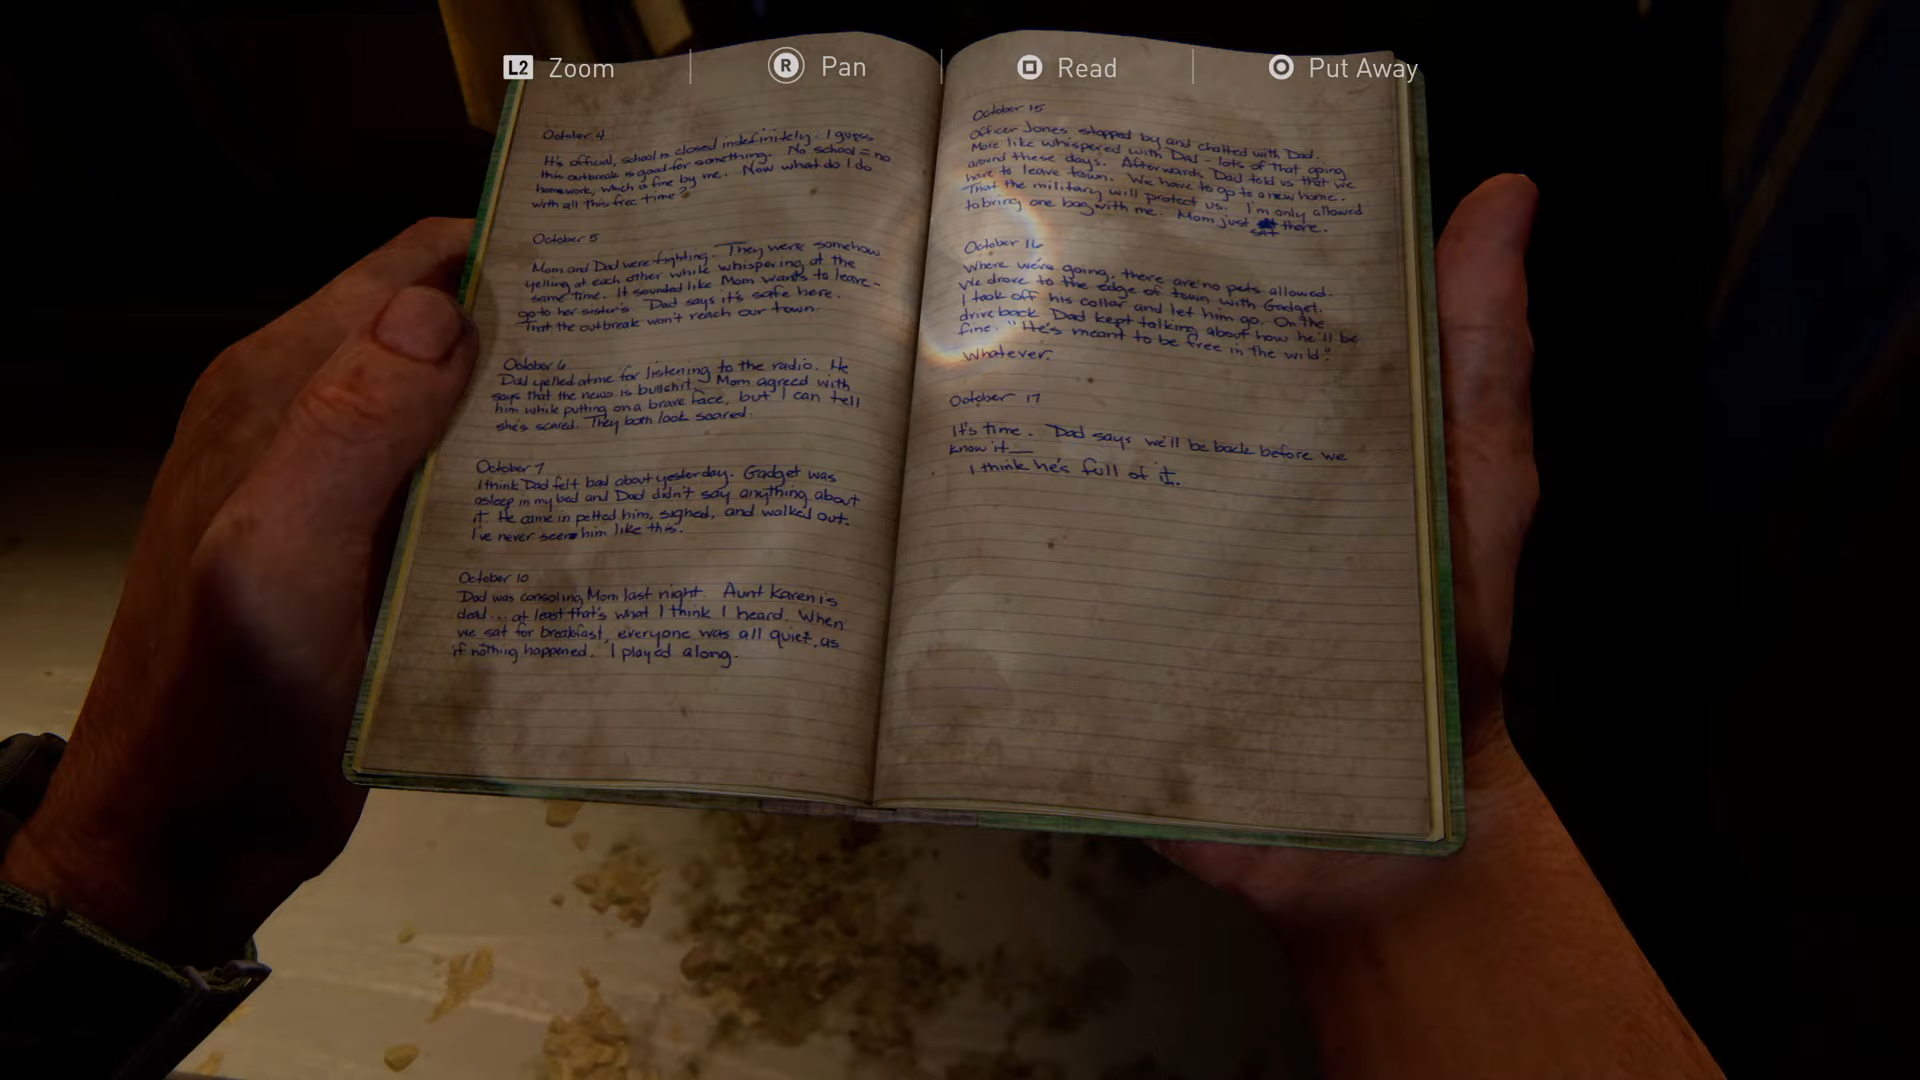 L2 Zoom
R Pan
Read
Put Away
October 4
It's official, school is closed indefinitely. I guess
this outbreak is good for something. No school = no
homework, which is fine by me. Now what do I do
with all this free time?
October 5
Mom and Dad were fighting. They were somehow
yelling at each other while whispering at the
same time. It sounded like Mom wants to leave -
go to her sister's. Dad says it's safe here.
That the outbreak won't reach our town.
October 6
Dad yelled at me for listening to the radio. He
says that the news is bullshit. Mom agreed with
him while putting on a brave face, but I can tell
she's scared. They both look scared.
October 7
I think Dad felt bad about yesterday. Gadget was
asleep in my bed and Dad didn't say anything about
it. He came in petted him, sighed, and walked out.
I've never seen him like this.
October 10
Dad was consoling Mom last night. Aunt Karen is
dead... at least that's what I think I heard. When
we sat for breakfast, everyone was all quiet, as
if nothing happened. I played along.
October 15
Officer Jones stopped by and chatted with Dad.
More like whispered with Dad - lots of that going
around these days. Afterwards Dad told us that we
have to leave town. We have to go to a new home.
That the military will protect us. I'm only allowed
to bring one bag with me. Mom just sat there.
October 16
Where we're going, there are no pets allowed.
We drove to the edge of town with Gadget.
I took off his collar and let him go. On the
drive back Dad kept talking about how he'll be
fine. "He's meant to be free in the wild".
Whatever.
October 17
It's time. Dad says we'll be back before we
know it__
I think he's full of it.